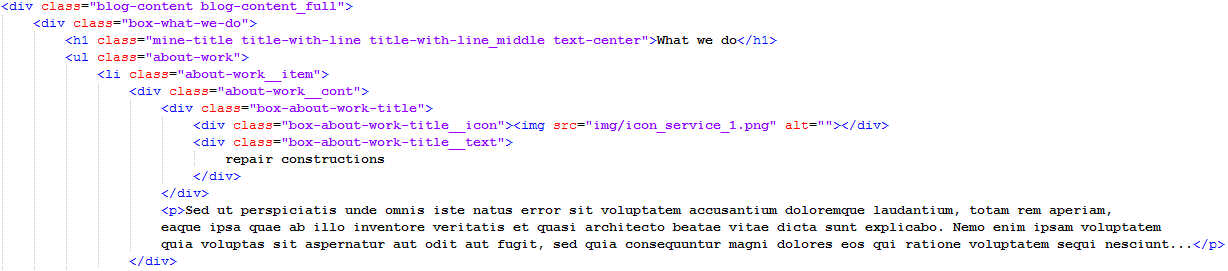 <div class="blog-content blog-content_full">
<div class="box-what-we-do">
<h1 class="mine-title title-with-line title-with-line_middle text-center">What we do</h1>
<ul class="about-work">
<li class="about-work__item">
<div class="about-work__cont">
<div class="box-about-work-title">
<div class="box-about-work-title__icon"><img src="img/icon_service_1.png" alt=""></div>
<div class="box-about-work-title__text">
repair constructions
</div>
</div>
<p>Sed ut perspiciatis unde omnis iste natus error sit voluptatem accusantium doloremque laudantium, totam rem aperiam,
eaque ipsa quae ab illo inventore veritatis et quasi architecto beatae vitae dicta sunt explicabo. Nemo enim ipsam voluptatem
quia voluptas sit aspernatur aut odit aut fugit, sed quia consequuntur magni dolores eos qui ratione voluptatem sequi nesciunt...</p>
</div>